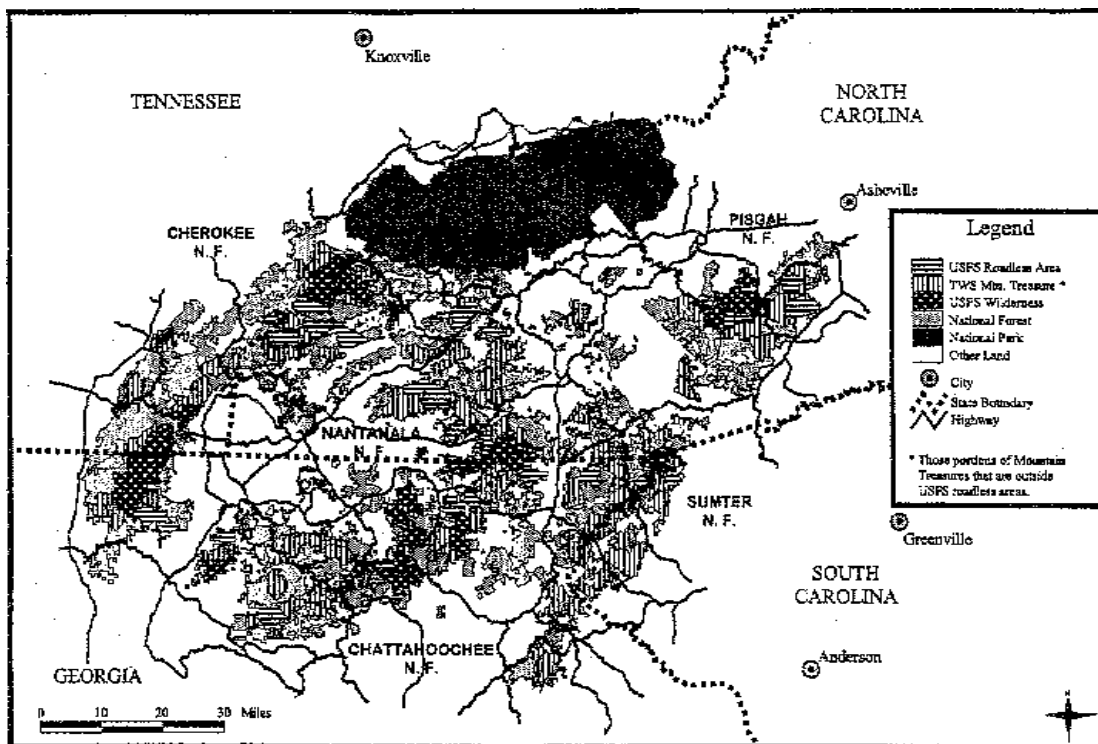 Knoxville
TENNESSEE
NORTH
CAROLINA
Asheville
CHEROKEE
N. F.
PISGAH
N. F.
Legend
USFS Roadless Area
TWS Mtn. Treasure *
USFS Wilderness
National Forest
National Park
Other Land
City
State Boundary
Highway
* Those portions of Mountain
Treasures that are outside
USFS roadless areas.
NANTANALA
N. F.
SUMTER
N. F.
Greenville
SOUTH
CAROLINA
CHATTAHOOCHEE
N. F.
Anderson
GEORGIA
0 10 20 30 Miles
N